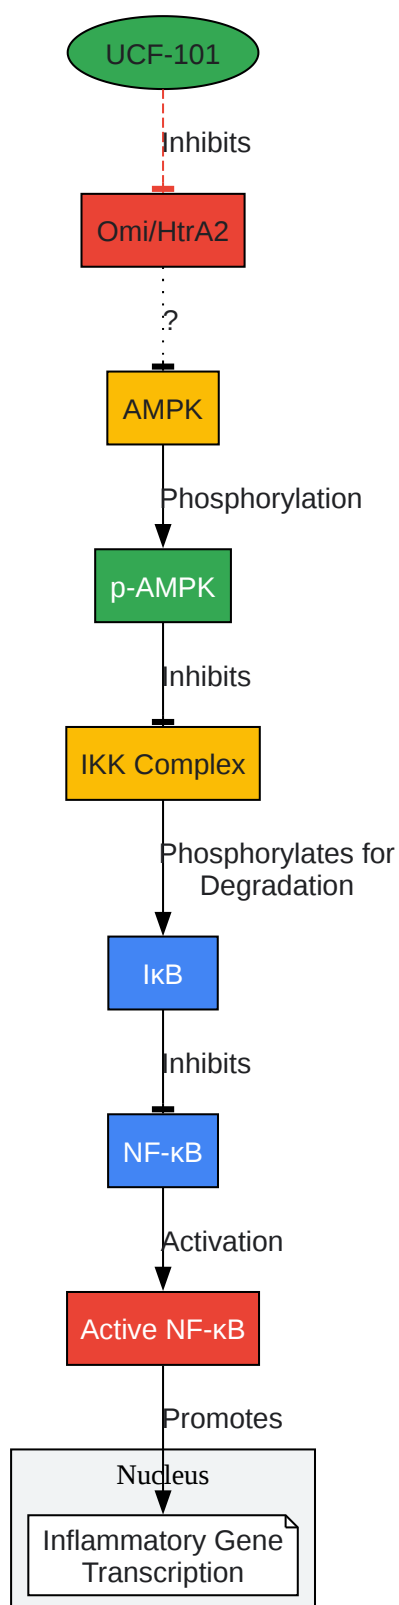 UCF-101
Inhibits
Omi/HtrA2
?
AMPK
Phosphorylation
p-AMPK
Inhibits
IKK Complex
Phosphorylates for
Degradation
IκB
Inhibits
NF-κB
Activation
Active NF-κB
Promotes
Nucleus
Inflammatory Gene
Transcription